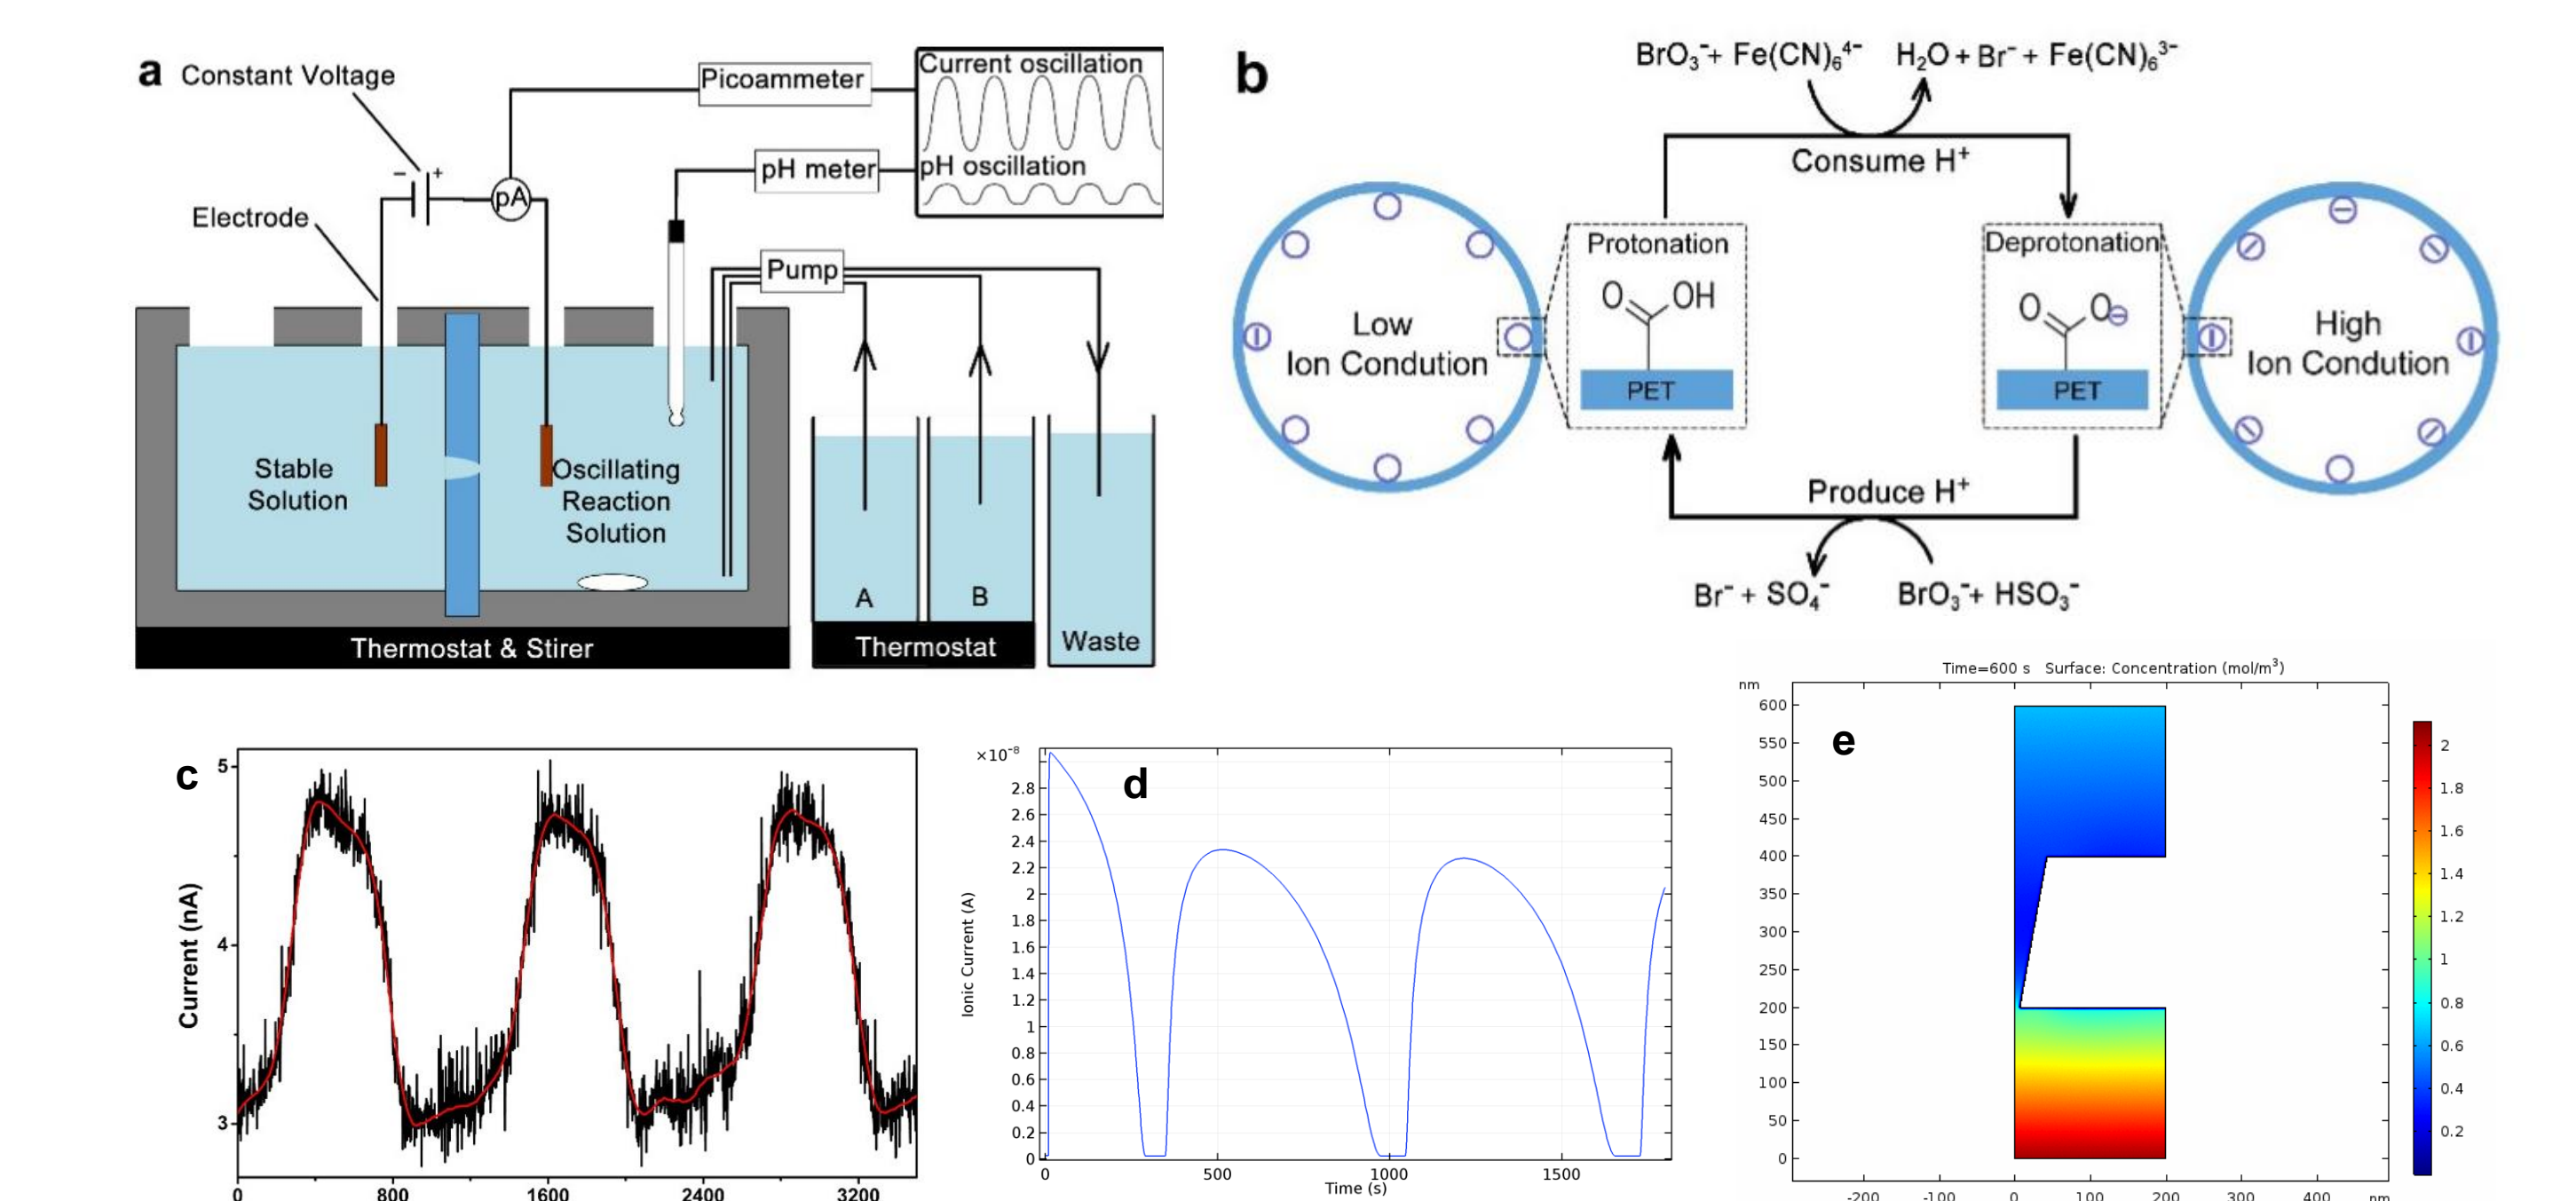 a
Constant Voltage
Picoammeter
Current oscillation
pH meter
pH oscillation
− +
pA
Electrode
Pump
Stable
Solution
Oscillating
Reaction
Solution
A
B
Thermostat & Stirer
Thermostat
Waste
b
BrO₃⁻+ Fe(CN)₆⁴⁻ H₂O + Br⁻ + Fe(CN)₆³⁻
Consume H⁺
Protonation
O OH
PET
Low
Ion Condution
Deprotonation
O O⊖
PET
High
Ion Condution
Produce H⁺
Br⁻ + SO₄⁻ BrO₃⁻+ HSO₃⁻
c
Current (nA)
5
4
3
0 800 1600 2400 3200
d
×10⁻⁸
Ionic Current (A)
2.8
2.6
2.4
2.2
2
1.8
1.6
1.4
1.2
1
0.8
0.6
0.4
0.2
0
0 500 1000 1500
Time (s)
Time=600 s Surface: Concentration (mol/m³)
nm
e
600
550
500
450
400
350
300
250
200
150
100
50
0
-200 -100 0 100 200 300 400 nm
2
1.8
1.6
1.4
1.2
1
0.8
0.6
0.4
0.2